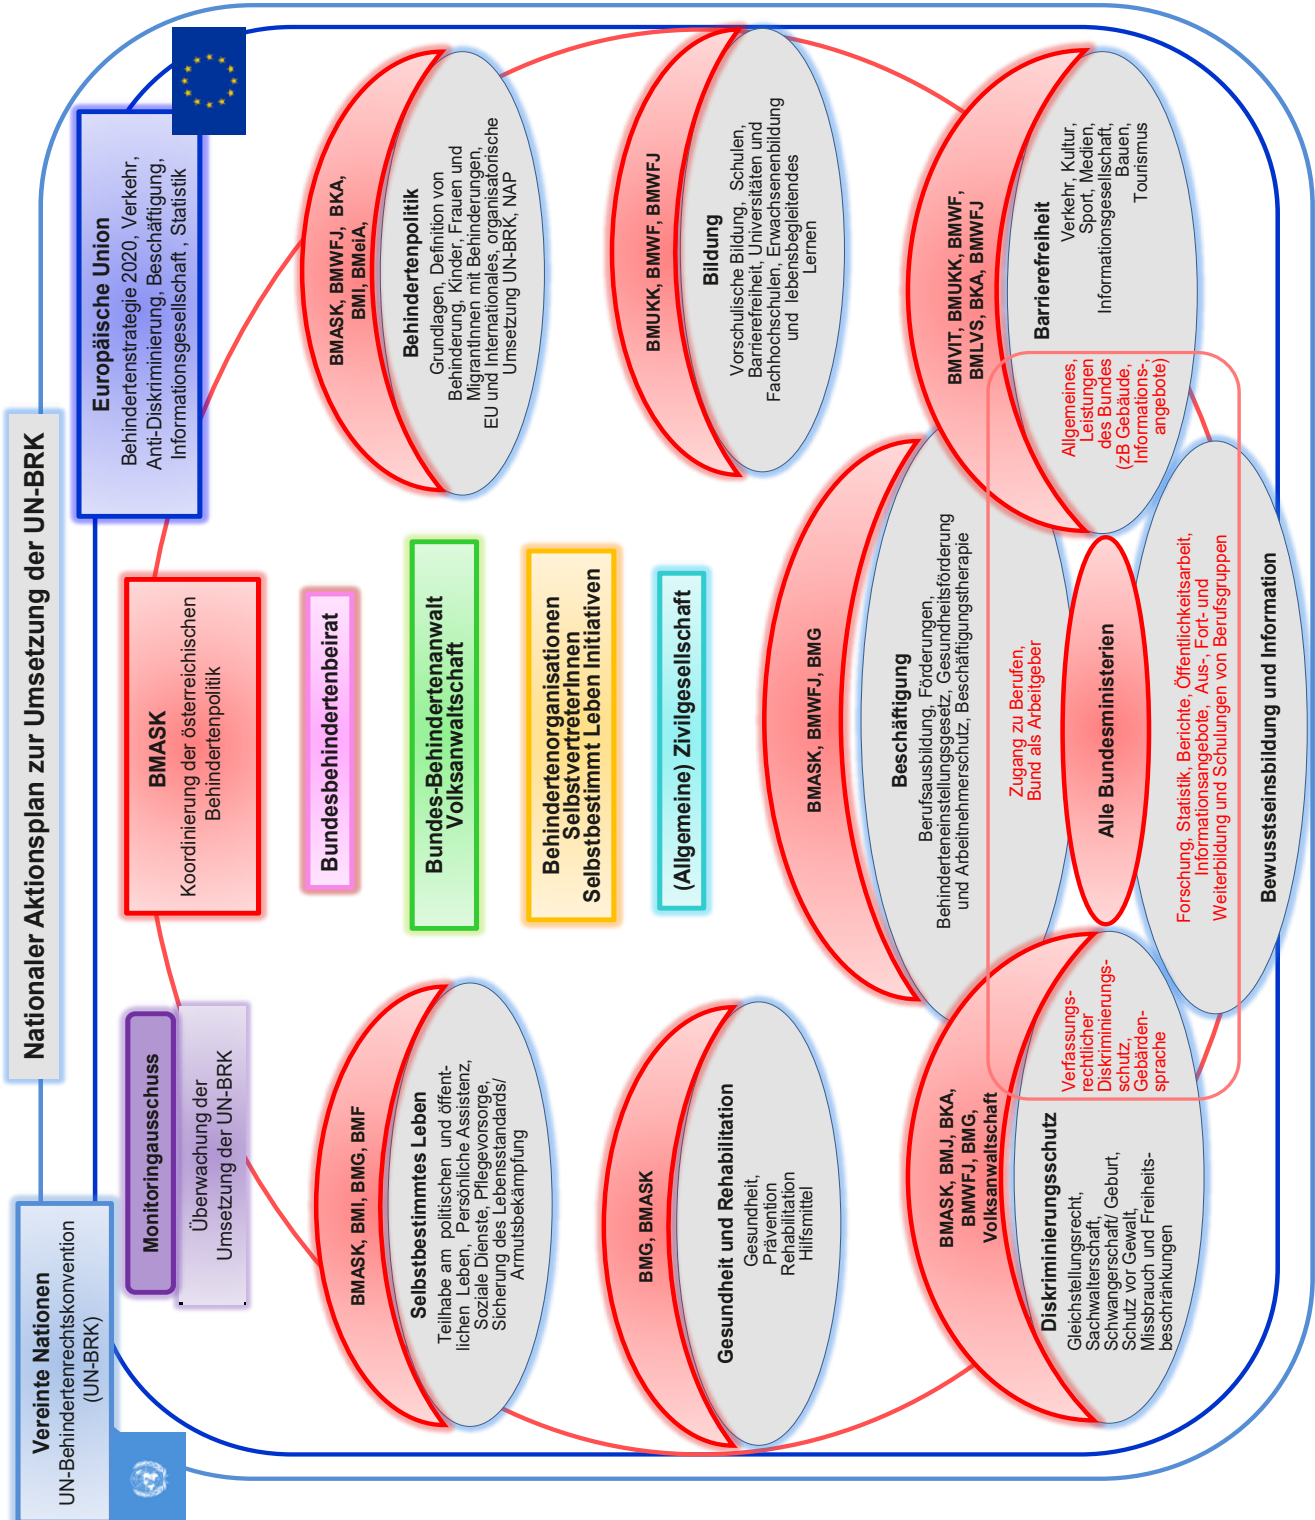 Nationaler Aktionsplan zur Umsetzung der UN-BRK
Vereinte Nationen
UN-Behindertenrechtskonvention
(UN-BRK)
Monitoringausschuss
Überwachung der
Umsetzung der UN-BRK
BMASK
Koordinierung der österreichischen
Behindertenpolitik
Europäische Union
Behindertenstrategie 2020, Verkehr,
Anti-Diskriminierung, Beschäftigung,
Informationsgesellschaft , Statistik
Bundesbehindertenbeirat
Bundes-Behindertenanwalt
Volksanwaltschaft
Behindertenorganisationen
SelbstvertreterInnen
Selbstbestimmt Leben Initiativen
(Allgemeine) Zivilgesellschaft
BMASK, BMI, BMG, BMF
Selbstbestimmtes Leben
Teilhabe am politischen und öffent-
lichen Leben, Persönliche Assistenz,
Soziale Dienste, Pflegevorsorge,
Sicherung des Lebensstandards/
Armutsbekämpfung
BMASK, BMWFJ, BKA,
BMI, BMeiA,
Behindertenpolitik
Grundlagen, Definition von
Behinderung, Kinder, Frauen und
MigrantInnen mit Behinderungen,
EU und Internationales, organisatorische
Umsetzung UN-BRK, NAP
BMG, BMASK
Gesundheit und Rehabilitation
Gesundheit,
Prävention
Rehabilitation
Hilfsmittel
BMUKK, BMWF, BMWFJ
Bildung
Vorschulische Bildung, Schulen,
Barrierefreiheit, Universitäten und
Fachhochschulen, Erwachsenenbildung
und lebensbegleitendes
Lernen
BMASK, BMWFJ, BMG
Beschäftigung
Berufsausbildung, Förderungen,
Behinderteneinstellungsgesetz, Gesundheitsförderung
und Arbeitnehmerschutz, Beschäftigungstherapie
Zugang zu Berufen,
Bund als Arbeitgeber
BMASK, BMJ, BKA,
BMWFJ, BMG,
Volksanwaltschaft
Diskriminierungsschutz
Gleichstellungsrecht,
Sachwalterschaft,
Schwangerschaft/ Geburt,
Schutz vor Gewalt,
Missbrauch und Freiheits-
beschränkungen
Verfassungs-
rechtlicher
Diskriminierungs-
schutz,
Gebärden-
sprache
Alle Bundesministerien
BMVIT, BMUKK, BMWF,
BMLVS, BKA, BMWFJ
Barrierefreiheit
Verkehr, Kultur,
Sport, Medien,
Informationsgesellschaft,
Bauen,
Tourismus
Allgemeines,
Leistungen
des Bundes
(zB Gebäude,
Informations-,
angebote)
Forschung, Statistik, Berichte, Öffentlichkeitsarbeit,
Informationsangebote, Aus-, Fort- und
Weiterbildung und Schulungen von Berufsgruppen
Bewusstseinsbildung und Information